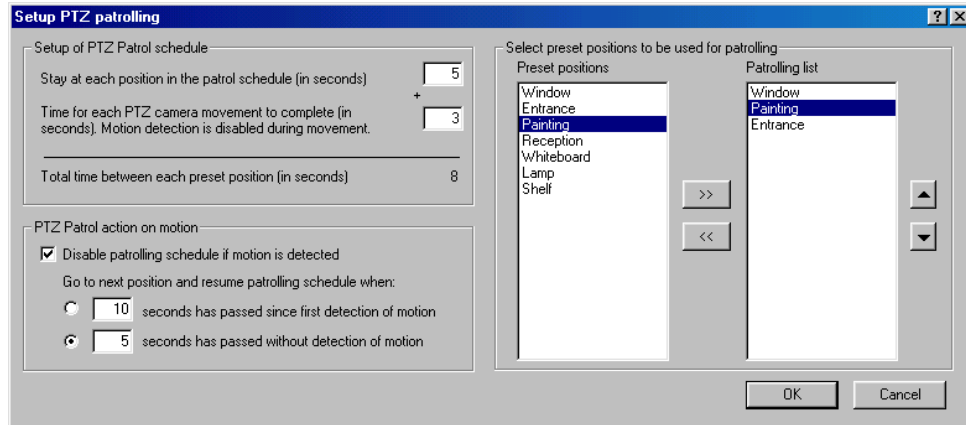 Setup PTZ patrolling
Setup of PTZ Patrol schedule
Stay at each position in the patrol schedule (in seconds) 5
+
Time for each PTZ camera movement to complete (in
seconds). Motion detection is disabled during movement. 3
Total time between each preset position (in seconds) 8
PTZ Patrol action on motion
Disable patrolling schedule if motion is detected
Go to next position and resume patrolling schedule when:
10 seconds has passed since first detection of motion
5 seconds has passed without detection of motion
Select preset positions to be used for patrolling
Preset positions
Window
Entrance
Painting
Reception
Whiteboard
Lamp
Shelf
>>
<<
Patrolling list
Window
Painting
Entrance
OK Cancel